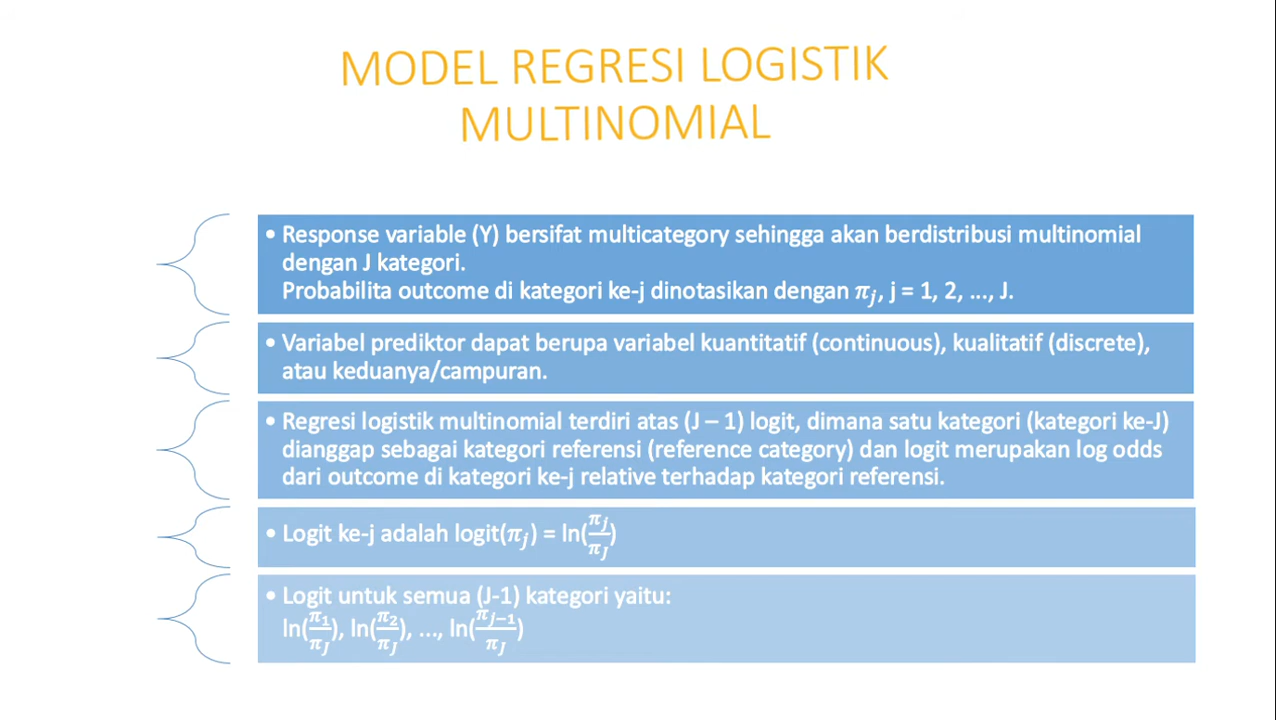 MODEL REGRESI LOGISTIK
MULTINOMIAL
• Response variable (Y) bersifat multicategory sehingga akan berdistribusi multinomial
dengan J kategori.
Probabilita outcome di kategori ke-j dinotasikan dengan π_j, j = 1, 2, ..., J.
• Variabel prediktor dapat berupa variabel kuantitatif (continuous), kualitatif (discrete),
atau keduanya/campuran.
• Regresi logistik multinomial terdiri atas (J – 1) logit, dimana satu kategori (kategori ke-J)
dianggap sebagai kategori referensi (reference category) dan logit merupakan log odds
dari outcome di kategori ke-j relative terhadap kategori referensi.
• Logit ke-j adalah logit(π_j) = ln(π_j/π_J)
• Logit untuk semua (J-1) kategori yaitu:
ln(π_1/π_J), ln(π_2/π_J), ..., ln(π_{j−1}/π_J)